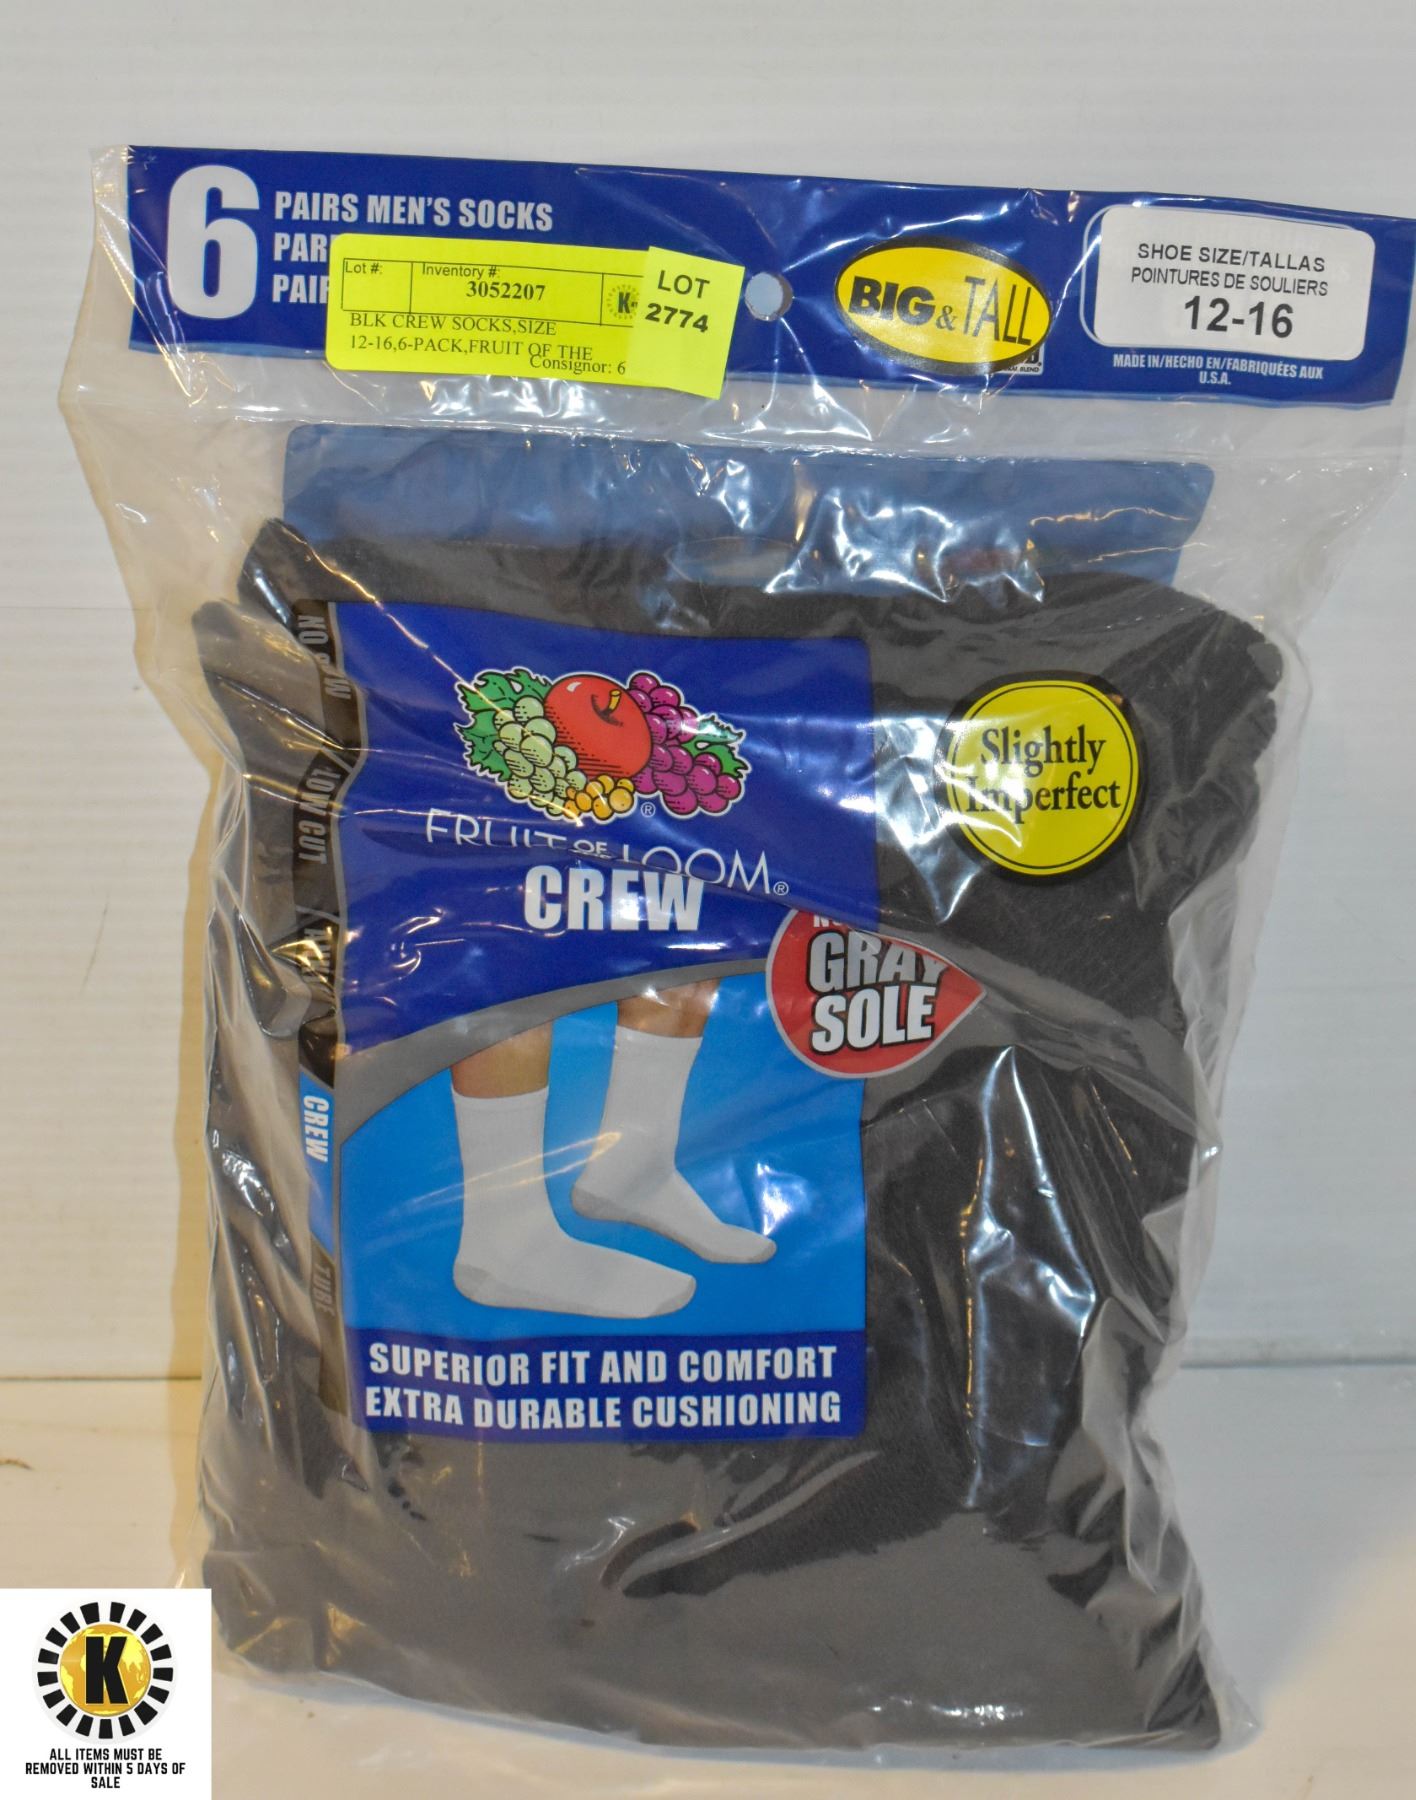 6
PAIRS MEN'S SOCKS
Lot #:
Inventory #:
3052207
K
LOT
2774
BLK CREW SOCKS,SIZE
12-16,6-PACK,FRUIT OF THE
Consignor: 6
BIG & TALL
SHOE SIZE/TALLAS
POINTURES DE SOULIERS
12-16
MADE IN/HECHO EN/FABRIQUÉES AUX
U.S.A.
LOW CUT
CREW
TUBE
FRUIT OF LOOM®
CREW
Slightly
Imperfect
GRAY
SOLE
SUPERIOR FIT AND COMFORT
EXTRA DURABLE CUSHIONING
K
ALL ITEMS MUST BE
REMOVED WITHIN 5 DAYS OF
SALE